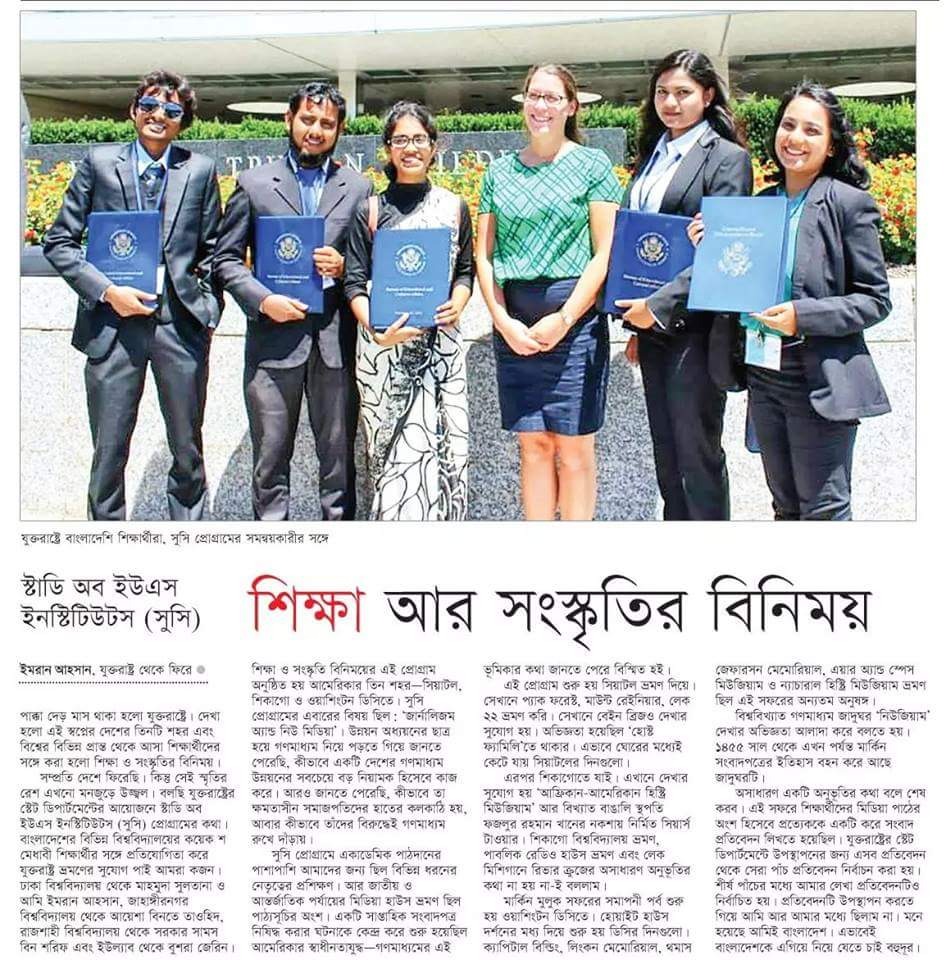 যুক্তরাষ্ট্রে বাংলাদেশি শিক্ষার্থীরা, সুসি প্রোগ্রামের সমন্বয়কারীর সঙ্গে
স্টাডি অব ইউএস
ইনস্টিটিউটস (সুসি)
শিক্ষা আর সংস্কৃতির বিনিময়
ইমরান আহসান, যুক্তরাষ্ট্র থেকে ফিরে
পাক্কা দেড় মাস থাকা হলো যুক্তরাষ্ট্রে। দেখা
হলো এই স্বপ্নের দেশের তিনটি শহর এবং
বিশ্বের বিভিন্ন প্রান্ত থেকে আসা শিক্ষার্থীদের
সঙ্গে করা হলো শিক্ষা ও সংস্কৃতির বিনিময়।
সম্প্রতি দেশে ফিরেছি। কিন্তু সেই স্মৃতির
রেশ এখনো মনজুড়ে উজ্জ্বল। বলছি যুক্তরাষ্ট্রের
স্টেট ডিপার্টমেন্টের আয়োজনে স্টাডি অব
ইউএস ইনস্টিটিউটস (সুসি) প্রোগ্রামের কথা।
বাংলাদেশের বিভিন্ন বিশ্ববিদ্যালয়ের কয়েক শ
মেধাবী শিক্ষার্থীর সঙ্গে প্রতিযোগিতা করে
যুক্তরাষ্ট্র ভ্রমণের সুযোগ পাই আমরা কজন।
ঢাকা বিশ্ববিদ্যালয় থেকে মাহমুদা সুলতানা ও
আমি ইমরান আহসান, জাহাঙ্গীরনগর
বিশ্ববিদ্যালয় থেকে আয়েশা বিনতে তাওহিদ,
রাজশাহী বিশ্ববিদ্যালয় থেকে সরকার সামস
বিন শরিফ এবং ইউল্যাব থেকে বুশরা জেরিন।
শিক্ষা ও সংস্কৃতি বিনিময়ের এই প্রোগ্রাম
অনুষ্ঠিত হয় আমেরিকার তিন শহর—সিয়াটল,
শিকাগো ও ওয়াশিংটন ডিসিতে। সুসি
প্রোগ্রামের এবারের বিষয় ছিল : 'জার্নালিজম
অ্যান্ড নিউ মিডিয়া'। উন্নয়ন অধ্যয়নের ছাত্র
হয়ে গণমাধ্যম নিয়ে পড়তে গিয়ে জানতে
পেরেছি, কীভাবে একটি দেশের গণমাধ্যম
উন্নয়নের সবচেয়ে বড় নিয়ামক হিসেবে কাজ
করে। আরও জানতে পেরেছি, কীভাবে তা
ক্ষমতাসীন সমাজপতিদের হাতের কলকাঠি হয়,
আবার কীভাবে তাঁদের বিরুদ্ধেই গণমাধ্যম
রুখে দাঁড়ায়।
সুসি প্রোগ্রামে একাডেমিক পাঠদানের
পাশাপাশি আমাদের জন্য ছিল বিভিন্ন ধরনের
নেতৃত্বের প্রশিক্ষণ। আর জাতীয় ও
আন্তর্জাতিক পর্যায়ের মিডিয়া হাউস ভ্রমণ ছিল
পাঠ্যসূচির অংশ। একটি সাপ্তাহিক সংবাদপত্র
নিষিদ্ধ করার ঘটনাকে কেন্দ্র করে শুরু হয়েছিল
আমেরিকার স্বাধীনতাযুদ্ধ—গণমাধ্যমের এই
ভূমিকার কথা জানতে পেরে বিস্মিত হই।
এই প্রোগ্রাম শুরু হয় সিয়াটল ভ্রমণ দিয়ে।
সেখানে প্যাক ফরেস্ট, মাউন্ট রেইনিয়ার, লেক
২২ ভ্রমণ করি। সেখানে বেইন ব্রিজও দেখার
সুযোগ হয়। অভিজ্ঞতা হয়েছিল 'হোস্ট
ফ্যামিলি'তে থাকার। এভাবে ঘোরের মধ্যেই
কেটে যায় সিয়াটলের দিনগুলো।
এরপর শিকাগোতে যাই। এখানে দেখার
সুযোগ হয় 'আফ্রিকান-আমেরিকান হিস্ট্রি
মিউজিয়াম' আর বিখ্যাত বাঙালি স্থপতি
ফজলুর রহমান খানের নকশায় নির্মিত সিয়ার্স
টাওয়ার। শিকাগো বিশ্ববিদ্যালয় ভ্রমণ,
পাবলিক রেডিও হাউস ভ্রমণ এবং লেক
মিশিগানে রিভার ক্রুজের অসাধারণ অনুভূতির
কথা না হয় না-ই বললাম।
মার্কিন মুলুক সফরের সমাপনী পর্ব শুরু
হয় ওয়াশিংটন ডিসিতে। হোয়াইট হাউস
দর্শনের মধ্য দিয়ে শুরু হয় ডিসির দিনগুলো।
ক্যাপিটাল বিল্ডিং, লিংকন মেমোরিয়াল, থমাস
জেফারসন মেমোরিয়াল, এয়ার অ্যান্ড স্পেস
মিউজিয়াম ও ন্যাচারাল হিস্ট্রি মিউজিয়াম ভ্রমণ
ছিল এই সফরের অন্যতম অনুষঙ্গ।
বিশ্ববিখ্যাত গণমাধ্যম জাদুঘর 'নিউজিয়াম'
দেখার অভিজ্ঞতা আলাদা করে বলতে হয়।
১৪৫৫ সাল থেকে এখন পর্যন্ত মার্কিন
সংবাদপত্রের ইতিহাস বহন করে আছে
জাদুঘরটি।
অসাধারণ একটি অনুভূতির কথা বলে শেষ
করব। এই সফরে শিক্ষার্থীদের মিডিয়া পাঠের
অংশ হিসেবে প্রত্যেককে একটি করে সংবাদ
প্রতিবেদন লিখতে হয়েছিল। যুক্তরাষ্ট্রের স্টেট
ডিপার্টমেন্টে উপস্থাপনের জন্য এসব প্রতিবেদন
থেকে সেরা পাঁচ প্রতিবেদন নির্বাচন করা হয়।
শীর্ষ পাঁচের মধ্যে আমার লেখা প্রতিবেদনটিও
নির্বাচিত হয়। প্রতিবেদনটি উপস্থাপন করতে
গিয়ে আমি আর আমার মধ্যে ছিলাম না। মনে
হয়েছে আমিই বাংলাদেশ। এভাবেই
বাংলাদেশকে এগিয়ে নিয়ে যেতে চাই বহুদূর।